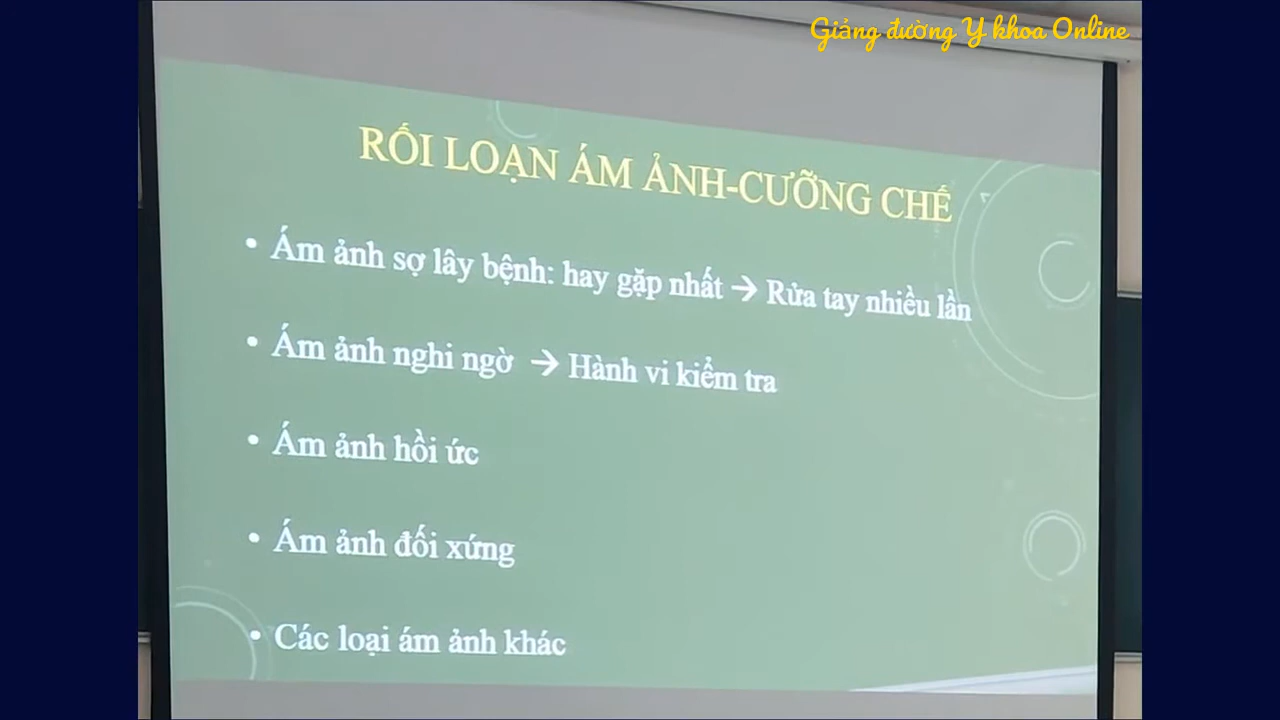 Giảng đường Y khoa Online
RỐI LOẠN ÁM ẢNH-CƯỠNG CHẾ
• Ám ảnh sợ lây bệnh: hay gặp nhất → Rửa tay nhiều lần
• Ám ảnh nghi ngờ → Hành vi kiểm tra
• Ám ảnh hồi ức
• Ám ảnh đối xứng
• Các loại ám ảnh khác